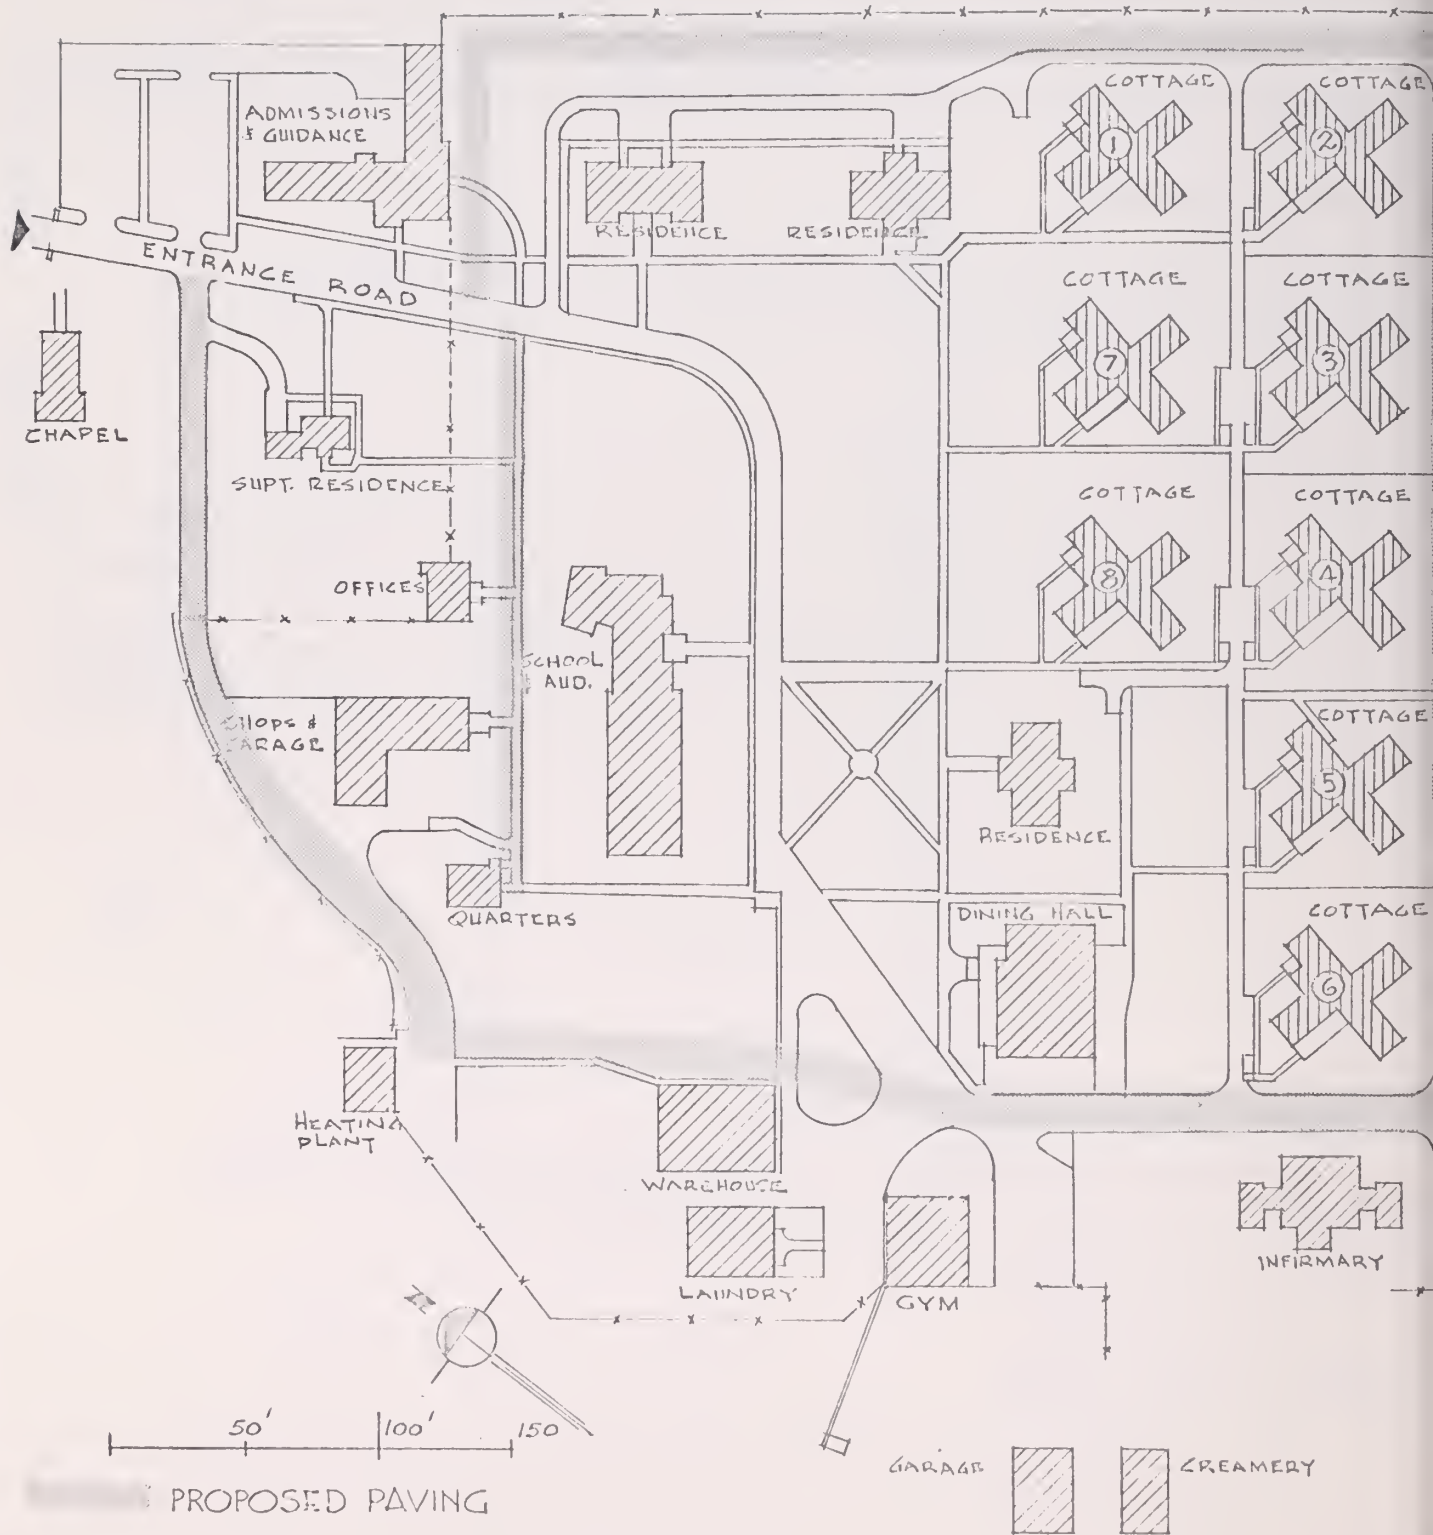 COTTAGE
1
COTTAGE
2
ADMISSIONS
& GUIDANCE
RESIDENCE
RESIDENCE
ENTRANCE ROAD
COTTAGE
7
COTTAGE
3
CHAPEL
SUPT. RESIDENCE
COTTAGE
8
COTTAGE
4
OFFICES
SCHOOL
& AUD.
SHOPS &
GARAGE
COTTAGE
5
RESIDENCE
QUARTERS
DINING HALL
COTTAGE
6
HEATING
PLANT
WAREHOUSE
INFIRMARY
LAUNDRY
GYM
N
50' 100' 150
GARAGE
CREAMERY
PROPOSED PAVING